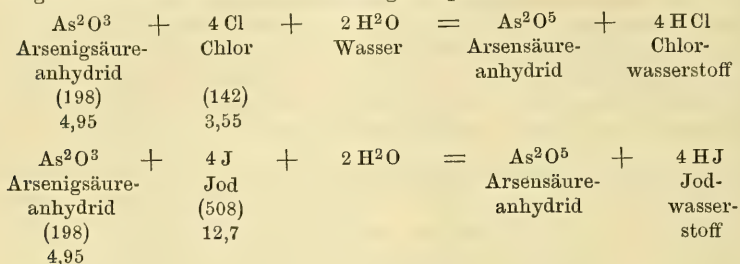 As²O³ + 4 Cl + 2 H²O = As²O⁵ + 4 HCl
Arsenigsäure- Chlor Wasser Arsensäure- Chlor-
anhydrid anhydrid wasserstoff
(198) (142)
4,95 3,55
As²O³ + 4 J + 2 H²O = As²O⁵ + 4 HJ
Arsenigsäure- Jod Arsensäure- Jod-
anhydrid (508) anhydrid wasser-
(198) 12,7 stoff
4,95